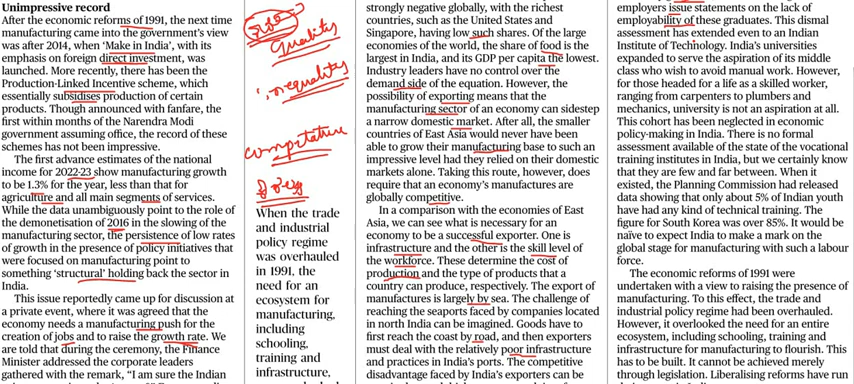 Unimpressive record
After the economic reforms of 1991, the next time
manufacturing came into the government's view
was after 2014, when 'Make in India', with its
emphasis on foreign direct investment, was
launched. More recently, there has been the
Production-Linked Incentive scheme, which
essentially subsidises production of certain
products. Though announced with fanfare, the
first within months of the Narendra Modi
government assuming office, the record of these
schemes has not been impressive.
The first advance estimates of the national
income for 2022-23 show manufacturing growth
to be 1.3% for the year, less than that for
agriculture and all main segments of services.
While the data unambiguously point to the role of
the demonetisation of 2016 in the slowing of the
manufacturing sector, the persistence of low rates
of growth in the presence of policy initiatives that
were focused on manufacturing point to
something 'structural' holding back the sector in
India.
This issue reportedly came up for discussion at
a private event, where it was agreed that the
economy needs a manufacturing push for the
creation of jobs and to raise the growth rate. We
are told that during the ceremony, the Finance
Minister addressed the corporate leaders
gathered with the remark, "I am sure the Indian
quality
inequality
When the trade
and industrial
policy regime
was overhauled
in 1991, the
need for an
ecosystem for
manufacturing,
including
schooling,
training and
infrastructure,
strongly negative globally, with the richest
countries, such as the United States and
Singapore, having low such shares. Of the large
economies of the world, the share of food is the
largest in India, and its GDP per capita the lowest.
Industry leaders have no control over the
demand side of the equation. However, the
possibility of exporting means that the
manufacturing sector of an economy can sidestep
a narrow domestic market. After all, the smaller
countries of East Asia would never have been
able to grow their manufacturing base to such an
impressive level had they relied on their domestic
markets alone. Taking this route, however, does
require that an economy's manufactures are
globally competitive.
In a comparison with the economies of East
Asia, we can see what is necessary for an
economy to be a successful exporter. One is
infrastructure and the other is the skill level of
the workforce. These determine the cost of
production and the type of products that a
country can produce, respectively. The export of
manufactures is largely by sea. The challenge of
reaching the seaports faced by companies located
in north India can be imagined. Goods have to
first reach the coast by road, and then exporters
must deal with the relatively poor infrastructure
and practices in India's ports. The competitive
disadvantage faced by India's exporters can be
employers issue statements on the lack of
employability of these graduates. This dismal
assessment has extended even to an Indian
Institute of Technology. India's universities
expanded to serve the aspiration of its middle
class who wish to avoid manual work. However,
for those headed for a life as a skilled worker,
ranging from carpenters to plumbers and
mechanics, university is not an aspiration at all.
This cohort has been neglected in economic
policy-making in India. There is no formal
assessment available of the state of the vocational
training institutes in India, but we certainly know
that they are few and far between. When it
existed, the Planning Commission had released
data showing that only about 5% of Indian youth
have had any kind of technical training. The
figure for South Korea was over 85%. It would be
naïve to expect India to make a mark on the
global stage for manufacturing with such a labour
force.
The economic reforms of 1991 were
undertaken with a view to raising the presence of
manufacturing. To this effect, the trade and
industrial policy regime had been overhauled.
However, it overlooked the need for an entire
ecosystem, including schooling, training and
infrastructure for manufacturing to flourish. This
has to be built. It cannot be achieved merely
through legislation. Liberalising reforms have run